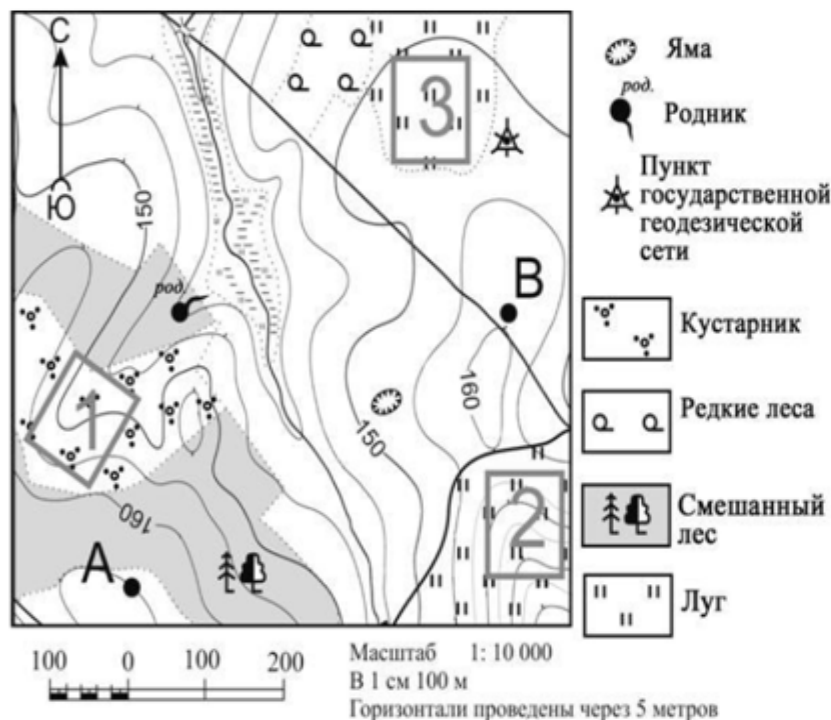 С
Ю
150
род.
3
В
160
1
150
160
2
А
род.
Яма
Родник
Пункт
государственной
геодезической
сети
Кустарник
Редкие леса
Смешанный
лес
Луг
100 0 100 200
Масштаб 1: 10 000
В 1 см 100 м
Горизонтали проведены через 5 метров